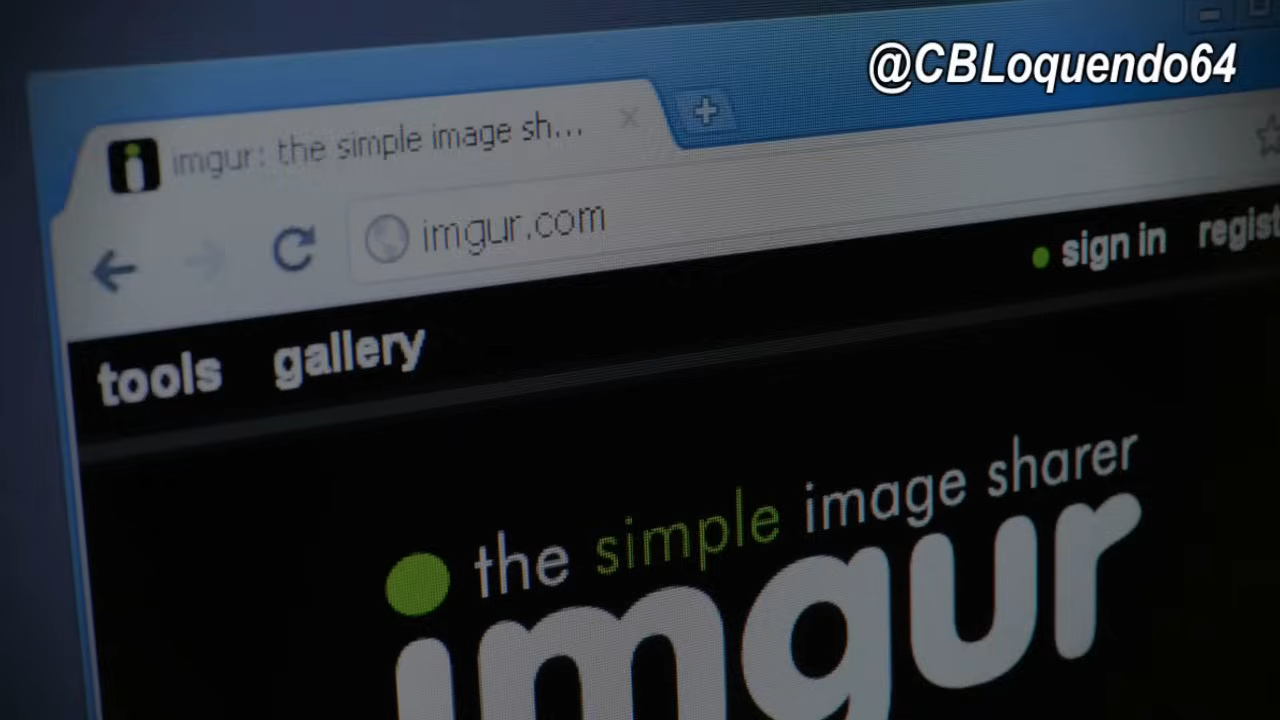 @CBLoquendo64
imgur: the simple image sh...
imgur.com
sign in
tools gallery
the simple image sharer
imgur